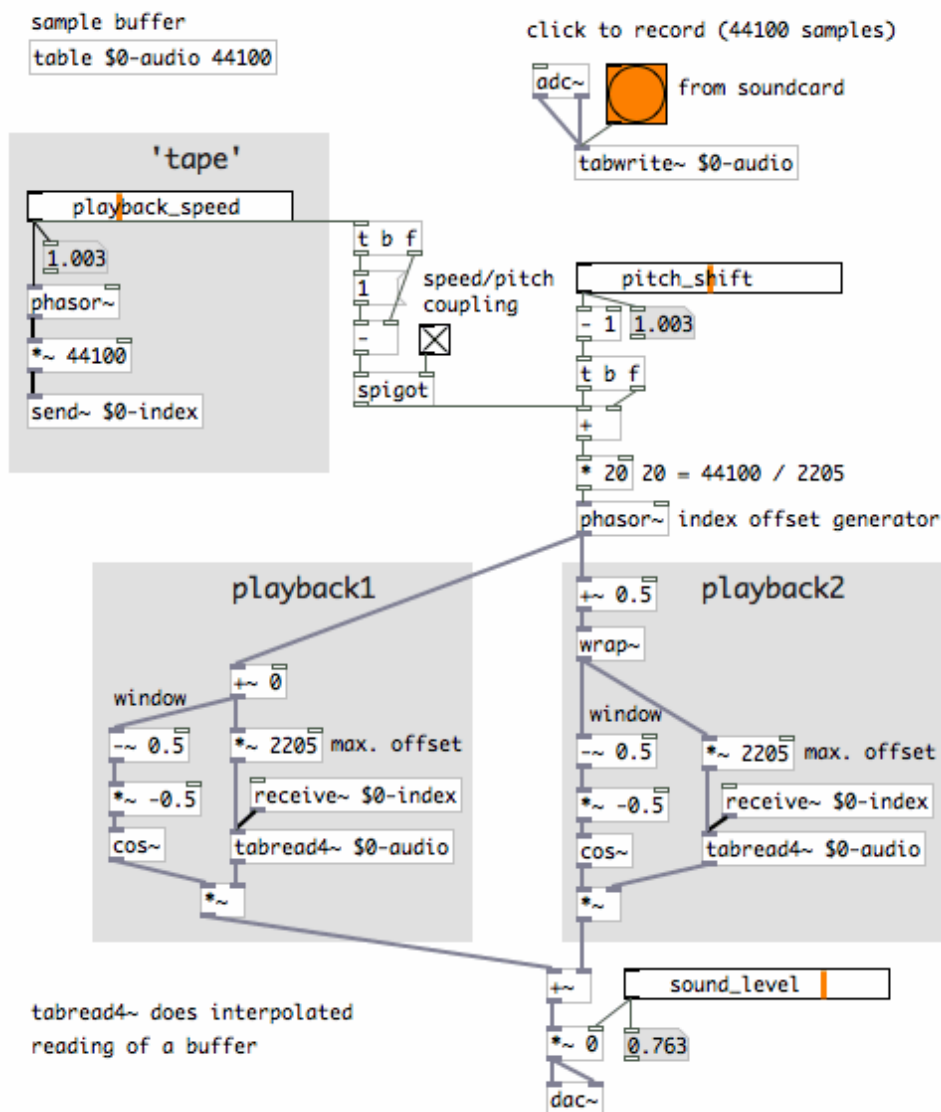 sample buffer
table $0-audio 44100
click to record (44100 samples)
adc~
from soundcard
tabwrite~ $0-audio
'tape'
playback_speed
1.003
phasor~
*~ 44100
send~ $0-index
t b f
1
-
speed/pitch
coupling
spigot
pitch_shift
- 1
1.003
t b f
+
* 20
20 = 44100 / 2205
phasor~
index offset generator
playback1
+~ 0
window
-~ 0.5
*~ 2205
max. offset
*~ -0.5
receive~ $0-index
cos~
tabread4~ $0-audio
*~
playback2
+~ 0.5
wrap~
window
-~ 0.5
*~ 2205
max. offset
*~ -0.5
receive~ $0-index
cos~
tabread4~ $0-audio
*~
+~
sound_level
*~ 0
0.763
dac~
tabread4~ does interpolated
reading of a buffer